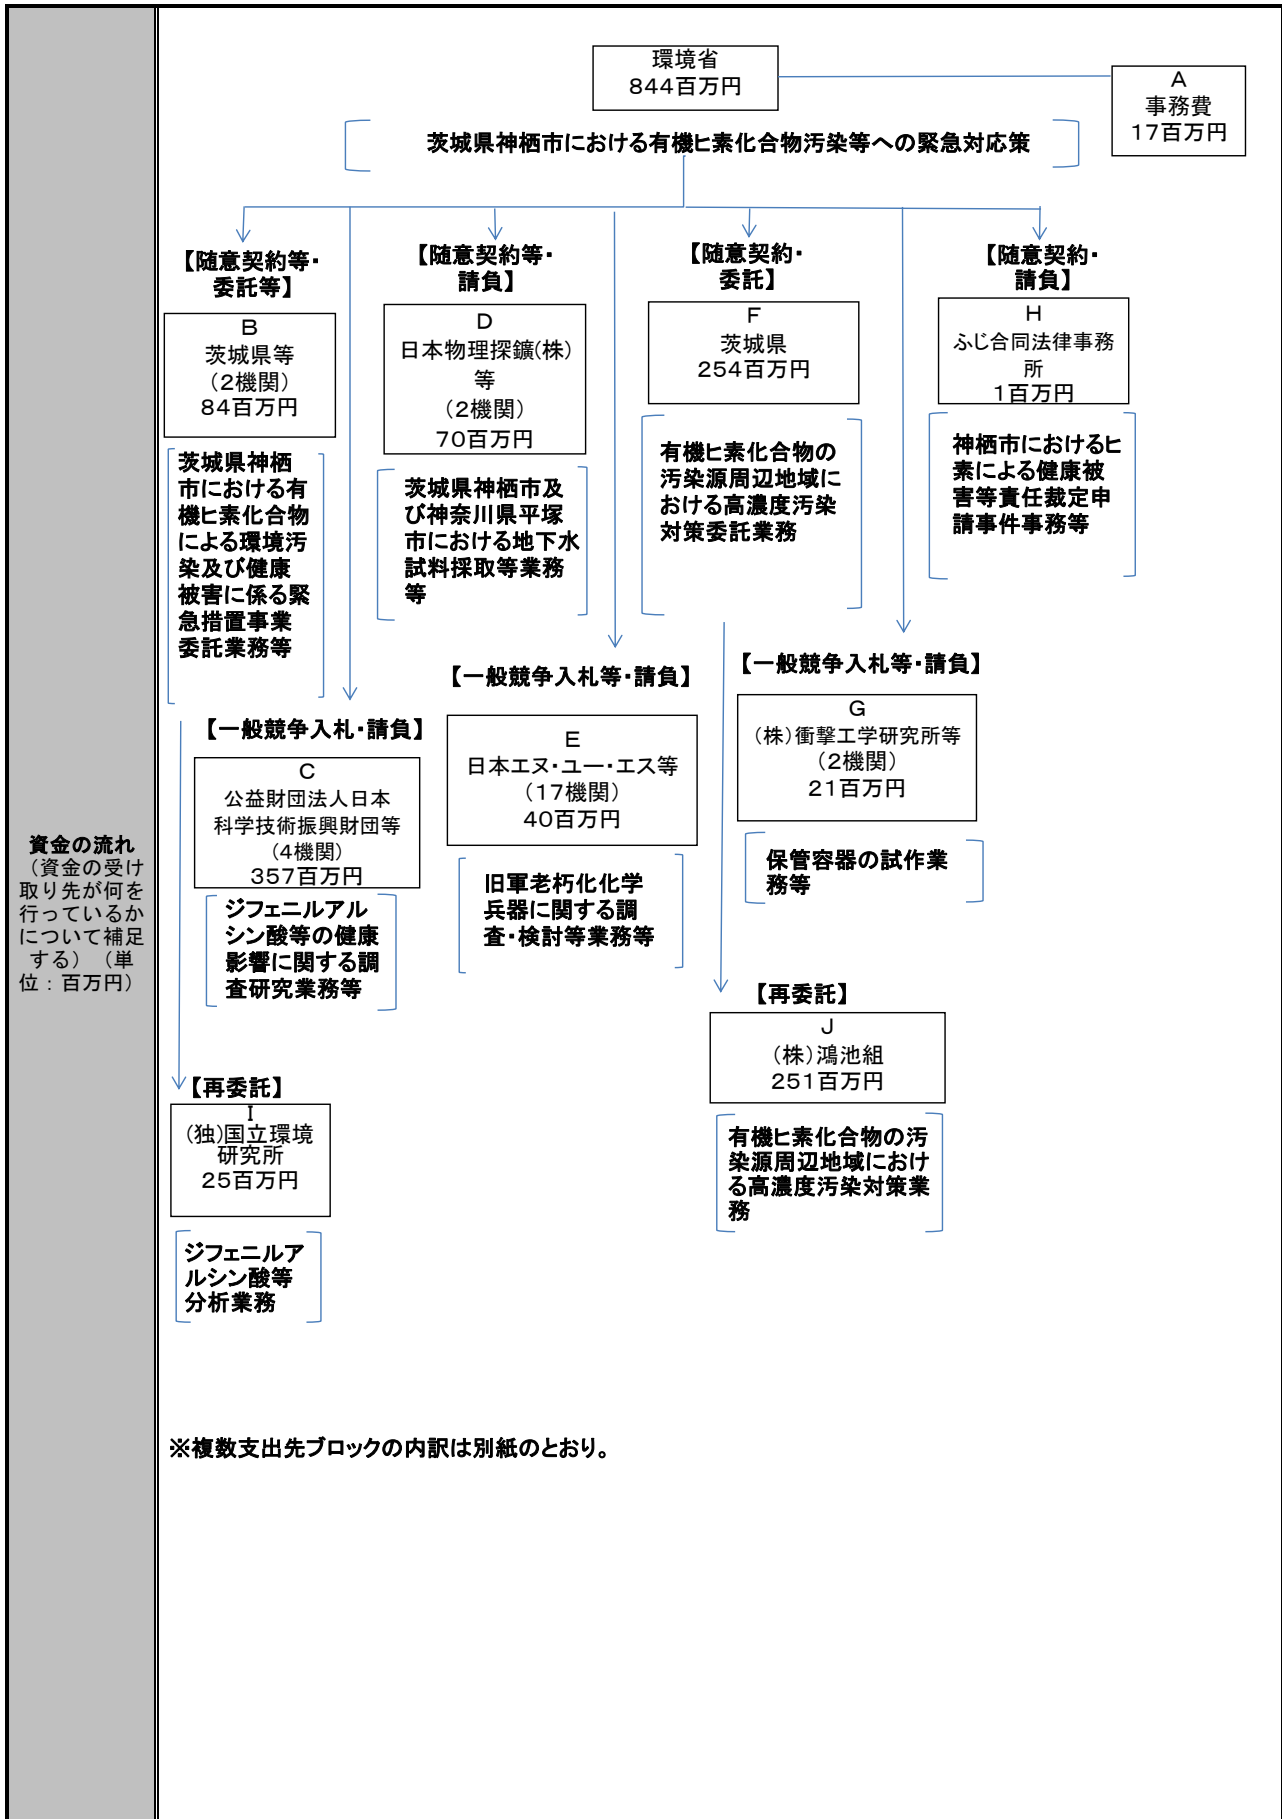 資金の流れ
（資金の受け
取り先が何を
行っているか
について補足
する）　（単
位：百万円）
環境省
844百万円
A
事務費
17百万円
茨城県神栖市における有機ヒ素化合物汚染等への緊急対応策
【随意契約等・
委託等】
B
茨城県等
（2機関）
84百万円
茨城県神栖
市における有
機ヒ素化合物
による環境汚
染及び健康
被害に係る緊
急措置事業
委託業務等
【随意契約等・
請負】
D
日本物理探鑛(株)
等
（2機関）
70百万円
茨城県神栖市及
び神奈川県平塚
市における地下水
試料採取等業務
等
【随意契約・
委託】
F
茨城県
254百万円
有機ヒ素化合物の
汚染源周辺地域に
おける高濃度汚染
対策委託業務
【随意契約・
請負】
H
ふじ合同法律事務
所
1百万円
神栖市におけるヒ
素による健康被
害等責任裁定申
請事件事務等
【一般競争入札・請負】
C
公益財団法人日本
科学技術振興財団等
（4機関）
357百万円
ジフェニルアル
シン酸等の健康
影響に関する調
査研究業務等
【一般競争入札等・請負】
E
日本エヌ・ユー・エス等
（17機関）
40百万円
旧軍老朽化化学
兵器に関する調
査・検討等業務等
【一般競争入札等・請負】
G
（株）衝撃工学研究所等
（2機関）
21百万円
保管容器の試作業
務等
【再委託】
I
(独)国立環境
研究所
25百万円
ジフェニルア
ルシン酸等
分析業務
【再委託】
J
（株）鴻池組
251百万円
有機ヒ素化合物の汚
染源周辺地域におけ
る高濃度汚染対策業
務
※複数支出先ブロックの内訳は別紙のとおり。